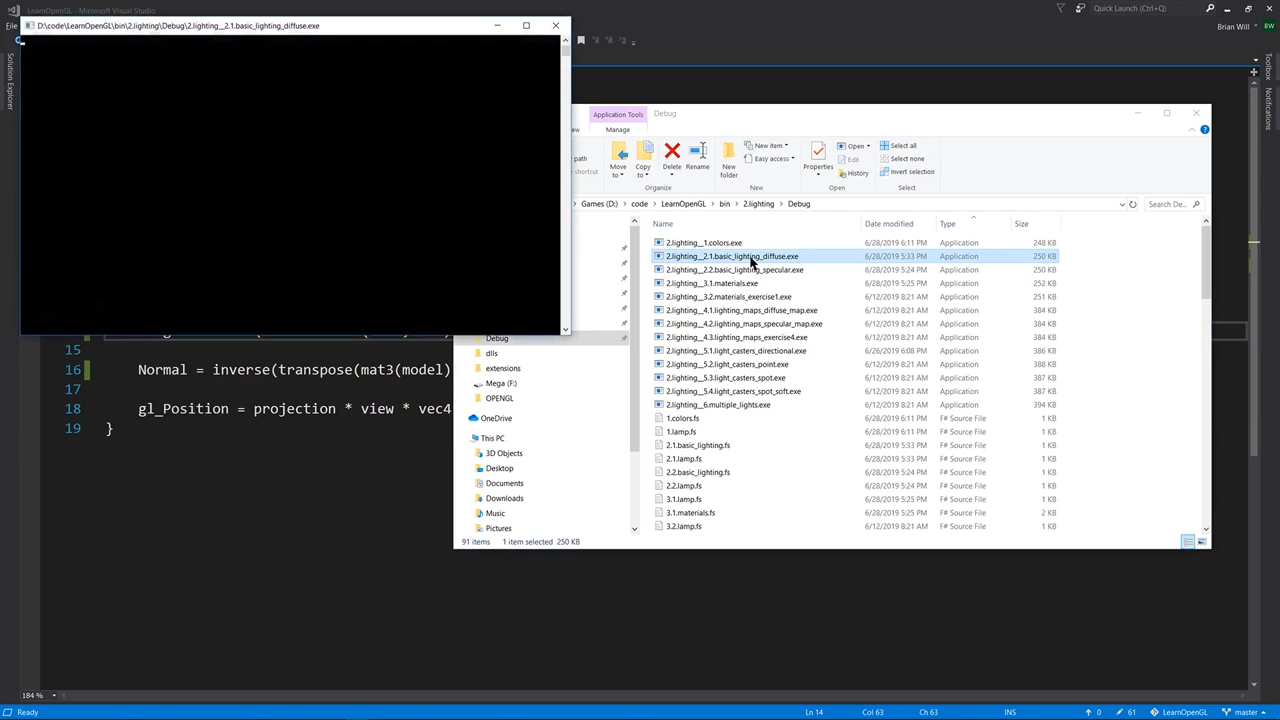 LearnOpenGL - Microsoft Visual Studio
Quick Launch (Ctrl+Q)
File
Brian Will
BW
D:\code\LearnOpenGL\bin\2.lighting\Debug\2.lighting__2.1.basic_lighting_diffuse.exe
Solution Explorer
Toolbox
Notifications
Application Tools
Debug
Manage
path
shortcut
Move to
Copy to
Delete
Rename
New folder
New item
Easy access
Properties
Open
Edit
History
Select all
Select none
Invert selection
Organize
New
Open
Select
Games (D:) > code > LearnOpenGL > bin > 2.lighting > Debug
Search De...
Name
Date modified
Type
Size
2.lighting__1.colors.exe 6/28/2019 6:11 PM Application 248 KB
2.lighting__2.1.basic_lighting_diffuse.exe 6/28/2019 5:33 PM Application 250 KB
2.lighting__2.2.basic_lighting_specular.exe 6/28/2019 5:24 PM Application 250 KB
2.lighting__3.1.materials.exe 6/28/2019 5:25 PM Application 252 KB
2.lighting__3.2.materials_exercise1.exe 6/12/2019 8:21 AM Application 251 KB
2.lighting__4.1.lighting_maps_diffuse_map.exe 6/12/2019 8:21 AM Application 384 KB
2.lighting__4.2.lighting_maps_specular_map.exe 6/12/2019 8:21 AM Application 384 KB
2.lighting__4.3.lighting_maps_exercise4.exe 6/12/2019 8:21 AM Application 384 KB
2.lighting__5.1.light_casters_directional.exe 6/26/2019 6:08 PM Application 386 KB
2.lighting__5.2.light_casters_point.exe 6/12/2019 8:21 AM Application 386 KB
2.lighting__5.3.light_casters_spot.exe 6/12/2019 8:21 AM Application 387 KB
2.lighting__5.4.light_casters_spot_soft.exe 6/12/2019 8:21 AM Application 387 KB
2.lighting__6.multiple_lights.exe 6/12/2019 8:21 AM Application 394 KB
1.colors.fs 6/28/2019 6:11 PM F# Source File 1 KB
1.lamp.fs 6/28/2019 6:11 PM F# Source File 1 KB
2.1.basic_lighting.fs 6/28/2019 5:33 PM F# Source File 1 KB
2.1.lamp.fs 6/28/2019 5:33 PM F# Source File 1 KB
2.2.basic_lighting.fs 6/28/2019 5:24 PM F# Source File 1 KB
2.2.lamp.fs 6/28/2019 5:24 PM F# Source File 1 KB
3.1.lamp.fs 6/28/2019 5:25 PM F# Source File 1 KB
3.1.materials.fs 6/28/2019 5:25 PM F# Source File 2 KB
3.2.lamp.fs 6/12/2019 8:21 AM F# Source File 1 KB
Debug
dlls
extensions
Mega (F:)
OPENGL
OneDrive
This PC
3D Objects
Desktop
Documents
Downloads
Music
Pictures
91 items 1 item selected 250 KB
15
16 Normal = inverse(transpose(mat3(model)
17
18 gl_Position = projection * view * vec4
19 }
184 %
Ready
Ln 14
Col 63
Ch 63
INS
0
61
LearnOpenGL
master